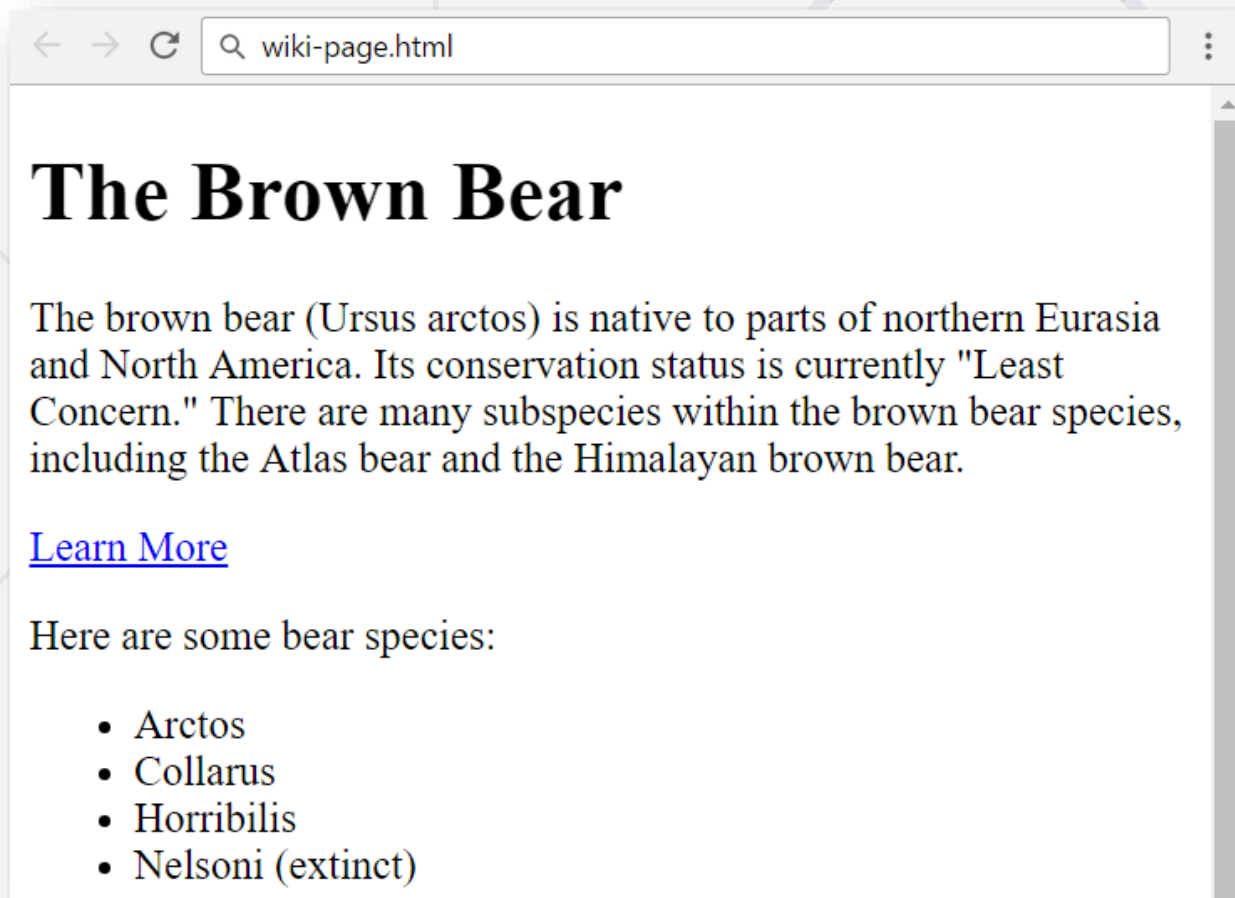 wiki-page.html
The Brown Bear
The brown bear (Ursus arctos) is native to parts of northern Eurasia
and North America. Its conservation status is currently "Least
Concern." There are many subspecies within the brown bear species,
including the Atlas bear and the Himalayan brown bear.
Learn More
Here are some bear species:
Arctos
Collarus
Horribilis
Nelsoni (extinct)